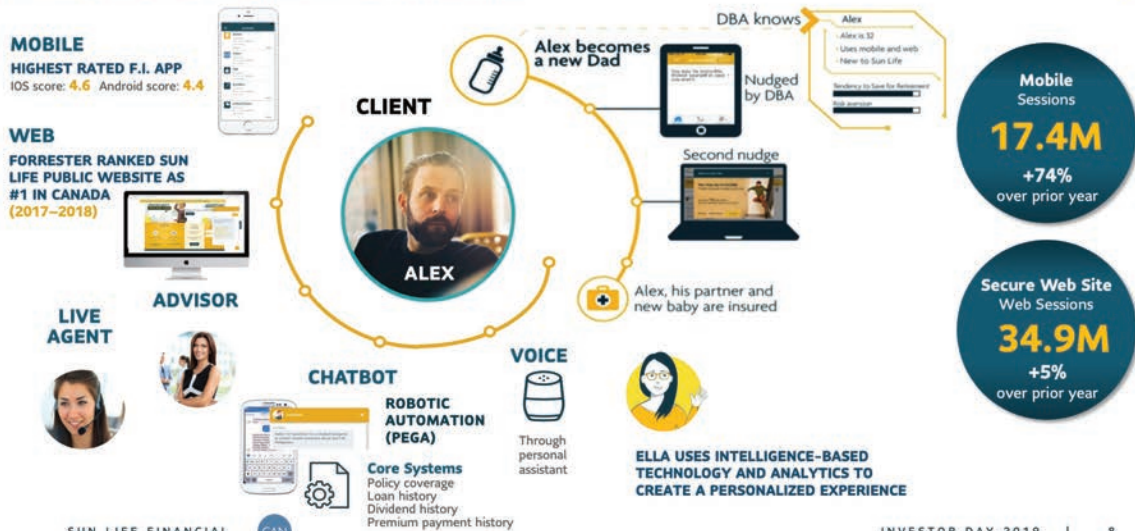 MOBILE
HIGHEST RATED F.I. APP
IOS score: 4.6 Android score: 4.4
WEB
FORRESTER RANKED SUN
LIFE PUBLIC WEBSITE AS
#1 IN CANADA
(2017–2018)
LIVE
AGENT
ADVISOR
CLIENT
ALEX
CHATBOT
ROBOTIC
AUTOMATION
(PEGA)
Core Systems
Policy coverage
Loan history
Dividend history
Premium payment history
VOICE
Through
personal
assistant
Alex becomes
a new Dad
DBA knows
Alex
- Alex is 32
- Uses mobile and web
- New to Sun Life
Tendency to Save for Retirement
Risk aversion
Nudged
by DBA
Second nudge
Alex, his partner and
new baby are insured
ELLA USES INTELLIGENCE-BASED
TECHNOLOGY AND ANALYTICS TO
CREATE A PERSONALIZED EXPERIENCE
Mobile
Sessions
17.4M
+74%
over prior year
Secure Web Site
Web Sessions
34.9M
+5%
over prior year
SUN LIFE FINANCIAL
CAN
INVESTOR DAY 2019 | 8